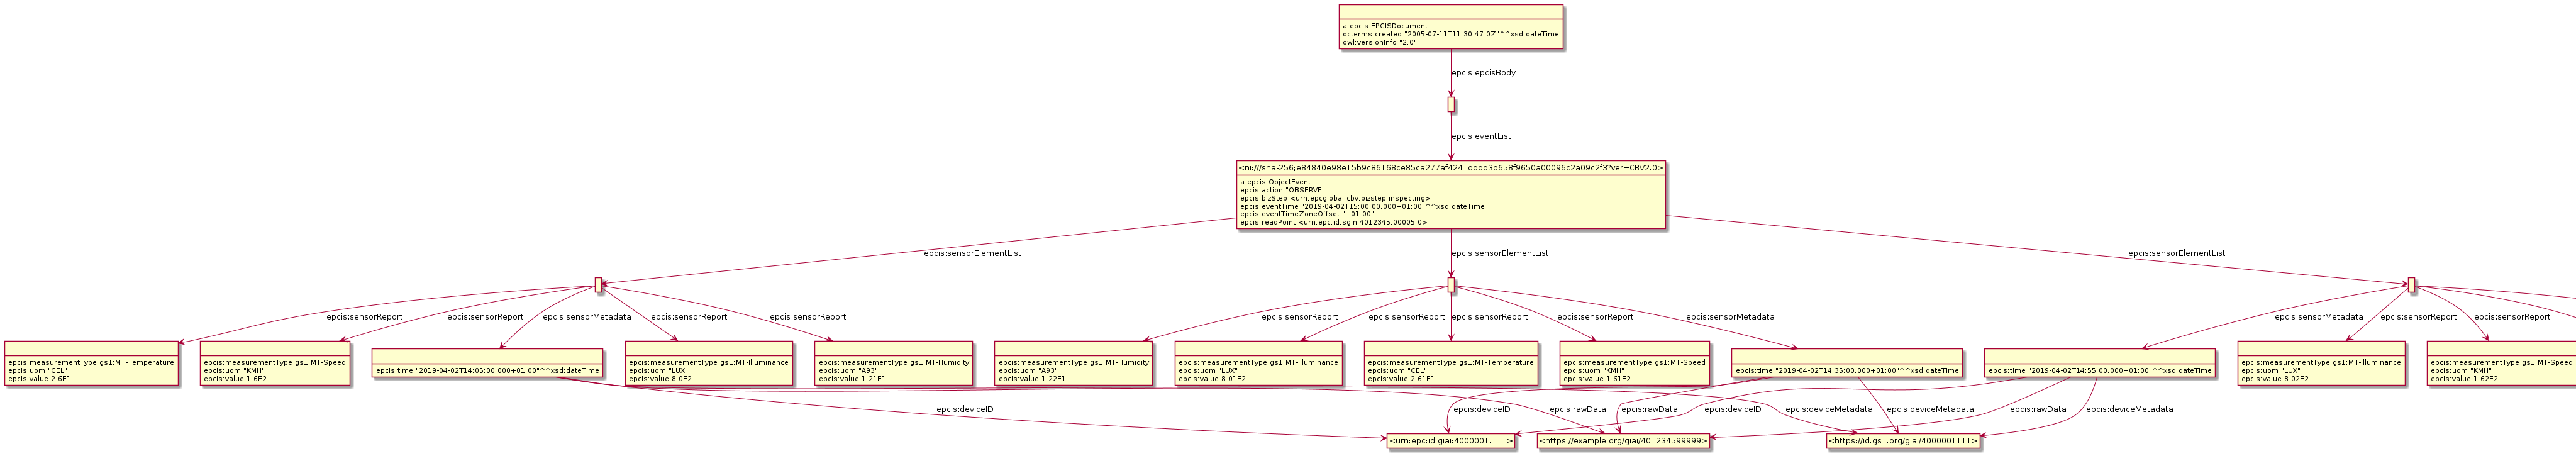 a epcis:EPCISDocument
dcterms:created "2005-07-11T11:30:47.0Z"^^xsd:dateTime
owl:versionInfo "2.0"
epcis:epcisBody
epcis:eventList
<ni:///sha-256;e84840e98e15b9c86168ce85ca277af4241dddd3b658f9650a00096c2a09c2f3?ver=CBV2.0>
a epcis:ObjectEvent
epcis:action "OBSERVE"
epcis:bizStep <urn:epcglobal:cbv:bizstep:inspecting>
epcis:eventTime "2019-04-02T15:00:00.000+01:00"^^xsd:dateTime
epcis:eventTimeZoneOffset "+01:00"
epcis:readPoint <urn:epc:id:sgln:4012345.00005.0>
epcis:sensorElementList
epcis:sensorElementList
epcis:sensorElementList
epcis:sensorReport
epcis:sensorReport
epcis:sensorMetadata
epcis:sensorReport
epcis:sensorReport
epcis:sensorReport
epcis:sensorReport
epcis:sensorReport
epcis:sensorReport
epcis:sensorMetadata
epcis:sensorMetadata
epcis:sensorReport
epcis:sensorReport
epcis:measurementType gs1:MT-Temperature
epcis:uom "CEL"
epcis:value 2.6E1
epcis:measurementType gs1:MT-Speed
epcis:uom "KMH"
epcis:value 1.6E2
epcis:time "2019-04-02T14:05:00.000+01:00"^^xsd:dateTime
epcis:measurementType gs1:MT-Illuminance
epcis:uom "LUX"
epcis:value 8.0E2
epcis:measurementType gs1:MT-Humidity
epcis:uom "A93"
epcis:value 1.21E1
epcis:measurementType gs1:MT-Humidity
epcis:uom "A93"
epcis:value 1.22E1
epcis:measurementType gs1:MT-Illuminance
epcis:uom "LUX"
epcis:value 8.01E2
epcis:measurementType gs1:MT-Temperature
epcis:uom "CEL"
epcis:value 2.61E1
epcis:measurementType gs1:MT-Speed
epcis:uom "KMH"
epcis:value 1.61E2
epcis:time "2019-04-02T14:35:00.000+01:00"^^xsd:dateTime
epcis:time "2019-04-02T14:55:00.000+01:00"^^xsd:dateTime
epcis:measurementType gs1:MT-Illuminance
epcis:uom "LUX"
epcis:value 8.02E2
epcis:measurementType gs1:MT-Speed
epcis:uom "KMH"
epcis:value 1.62E2
epcis:deviceID
epcis:deviceID
epcis:rawData
epcis:rawData
epcis:deviceID
epcis:deviceMetadata
epcis:deviceMetadata
epcis:rawData
epcis:deviceMetadata
<urn:epc:id:giai:4000001.111>
<https://example.org/giai/401234599999>
<https://id.gs1.org/giai/4000001111>